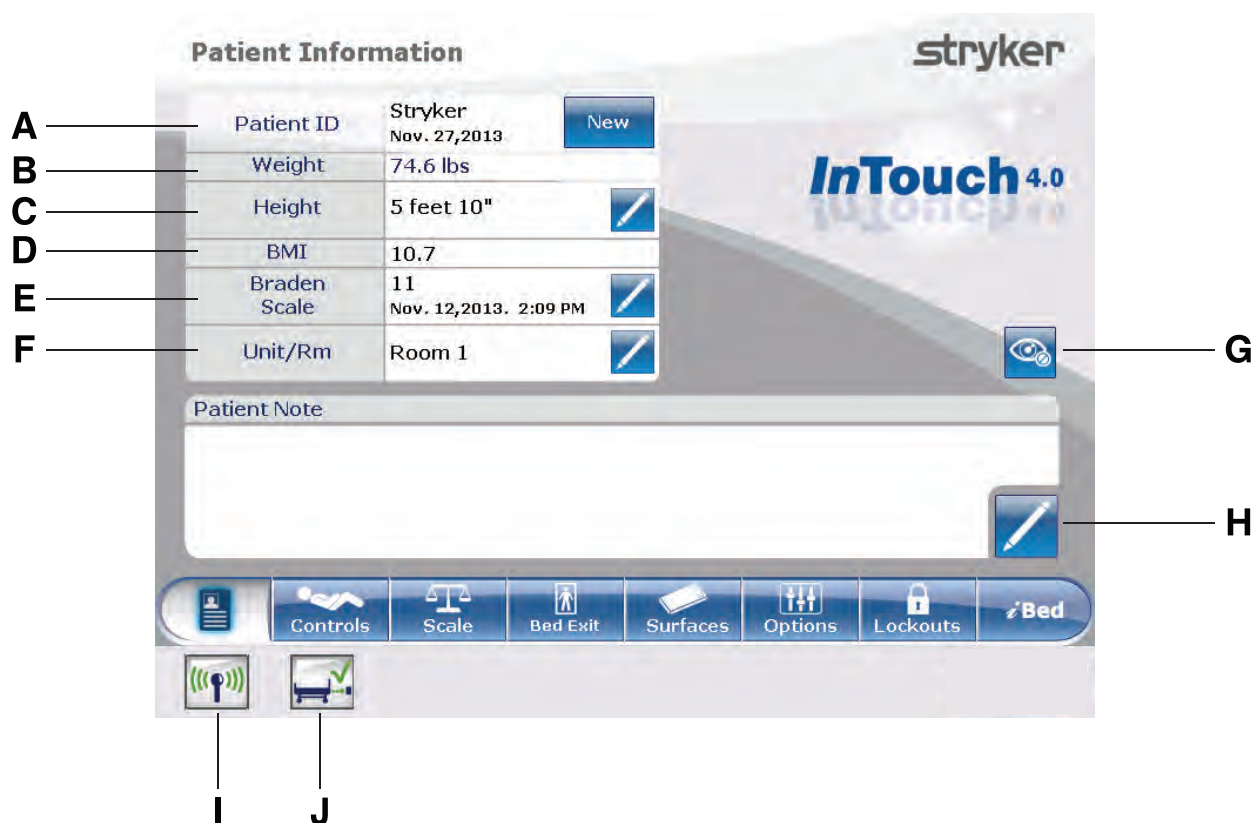 Patient Information
stryker
A
Patient ID
Stryker
Nov. 27,2013
New
B
Weight
74.6 lbs
InTouch 4.0
C
Height
5 feet 10"
D
BMI
10.7
E
Braden
Scale
11
Nov. 12,2013. 2:09 PM
F
Unit/Rm
Room 1
G
Patient Note
H
Controls
Scale
Bed Exit
Surfaces
Options
Lockouts
iBed
I
J